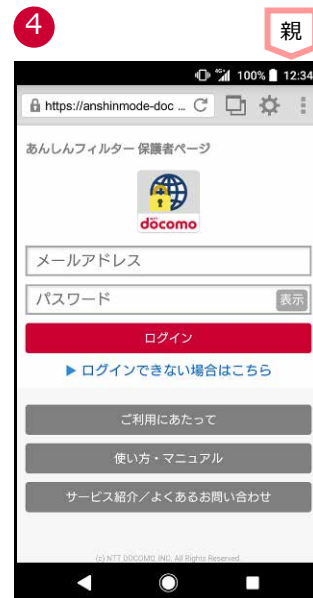 4
親
100% 12:34
https://anshinmode-doc ...
あんしんフィルター 保護者ページ
NTT
döcomo
メールアドレス
パスワード
表示
ログイン
▶ ログインできない場合はこちら
ご利用にあたって
使い方・マニュアル
サービス紹介／よくあるお問い合わせ
(c) NTT DOCOMO, INC. All Rights Reserved.